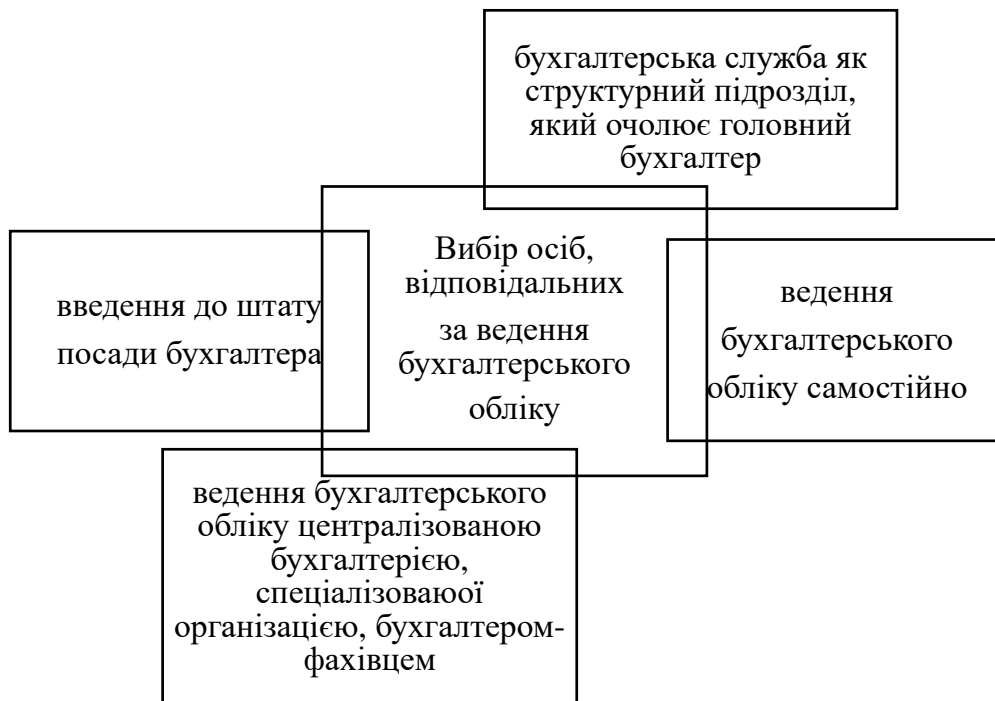 бухгалтерська служба як
структурний підрозділ,
який очолює головний
бухгалтер
Вибір осіб,
відповідальних
за ведення
бухгалтерського
обліку
введення до штату
посади бухгалтера
ведення
бухгалтерського
обліку самостійно
ведення бухгалтерського
обліку централізованою
бухгалтерією,
спеціалізоваюої
організацією, бухгалтером-
фахівцем